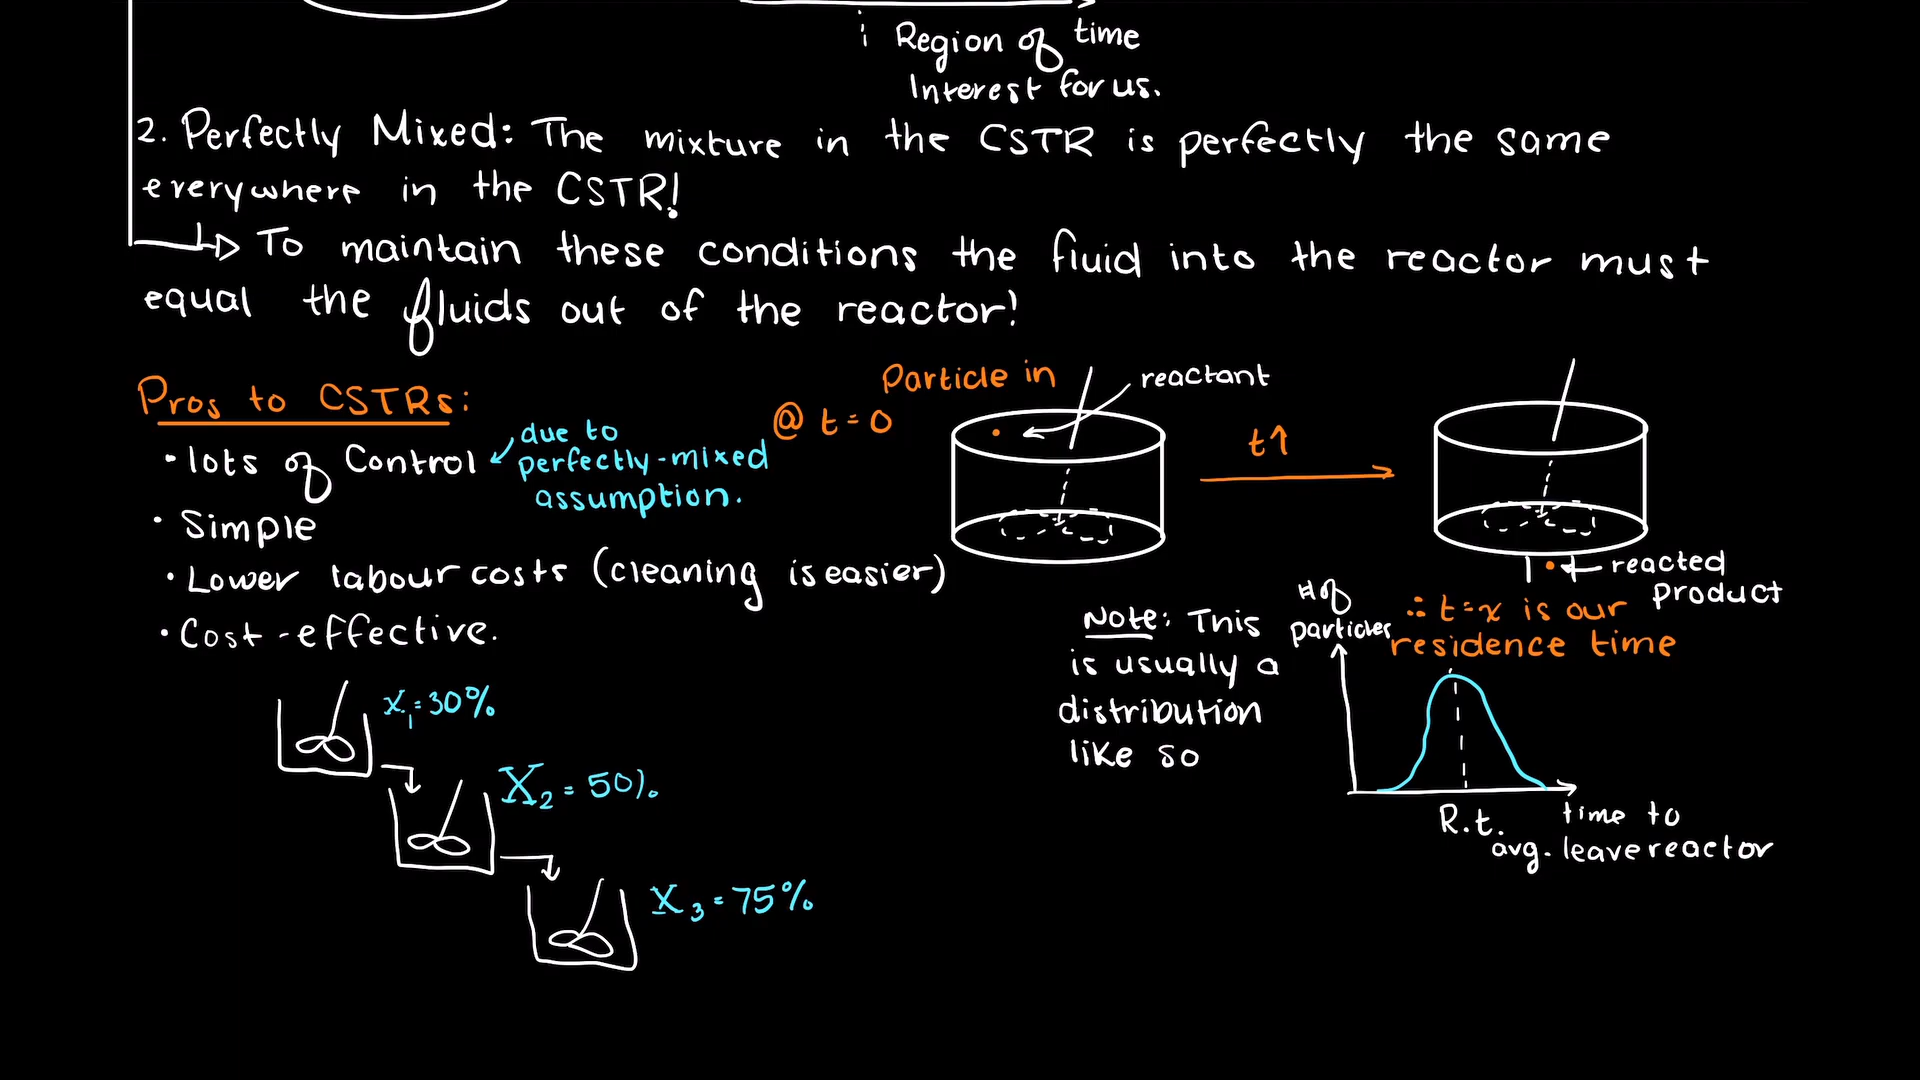 time
Region of
Interest for us.
2. Perfectly Mixed: The mixture in the CSTR is perfectly the same
everywhere in the CSTR!
To maintain these conditions the fluid into the reactor must
equal the fluids out of the reactor!
Pros to CSTRs:
• lots of Control
due to
perfectly-mixed
assumption.
• Simple
• Lower labour costs (cleaning is easier)
• Cost-effective.
Particle in
@ t=0
reactant
t↑
reacted
product
∴ t=x is our
residence time
Note: This
is usually a
distribution
like so
# of
particles
R.t.
avg.
time to
leave reactor
X₁=30%
X₂=50%
X₃=75%